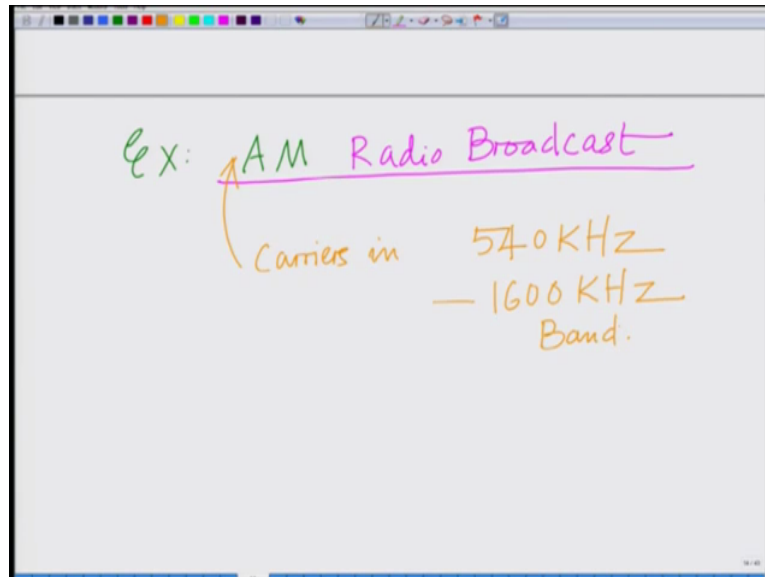 Ex: AM Radio Broadcast
Carriers in 540 KHz
— 1600 KHz
Band.